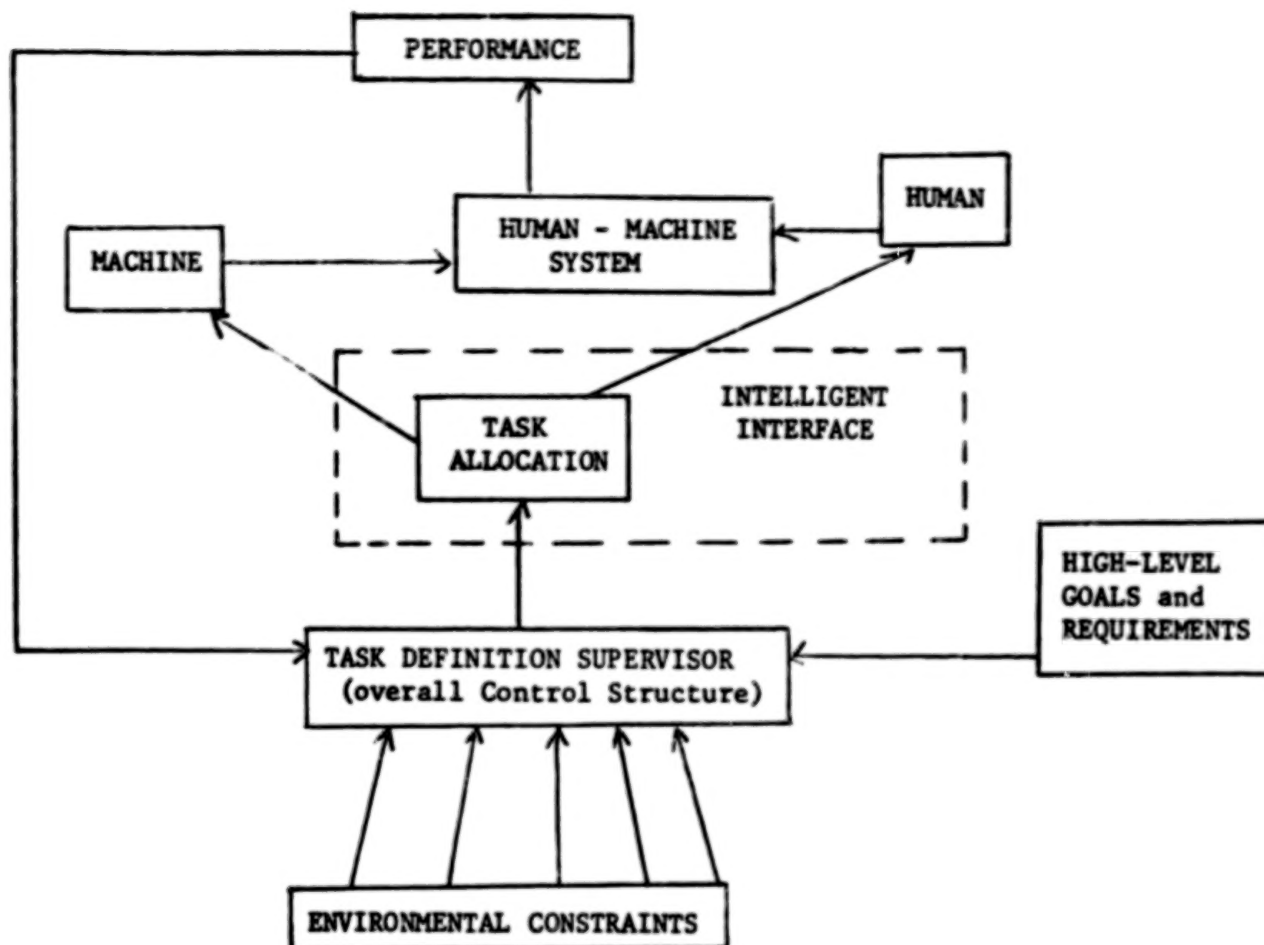 PERFORMANCE
HUMAN
HUMAN - MACHINE
SYSTEM
MACHINE
INTELLIGENT
INTERFACE
TASK
ALLOCATION
HIGH-LEVEL
GOALS and
REQUIREMENTS
TASK DEFINITION SUPERVISOR
(overall Control Structure)
ENVIRONMENTAL CONSTRAINTS